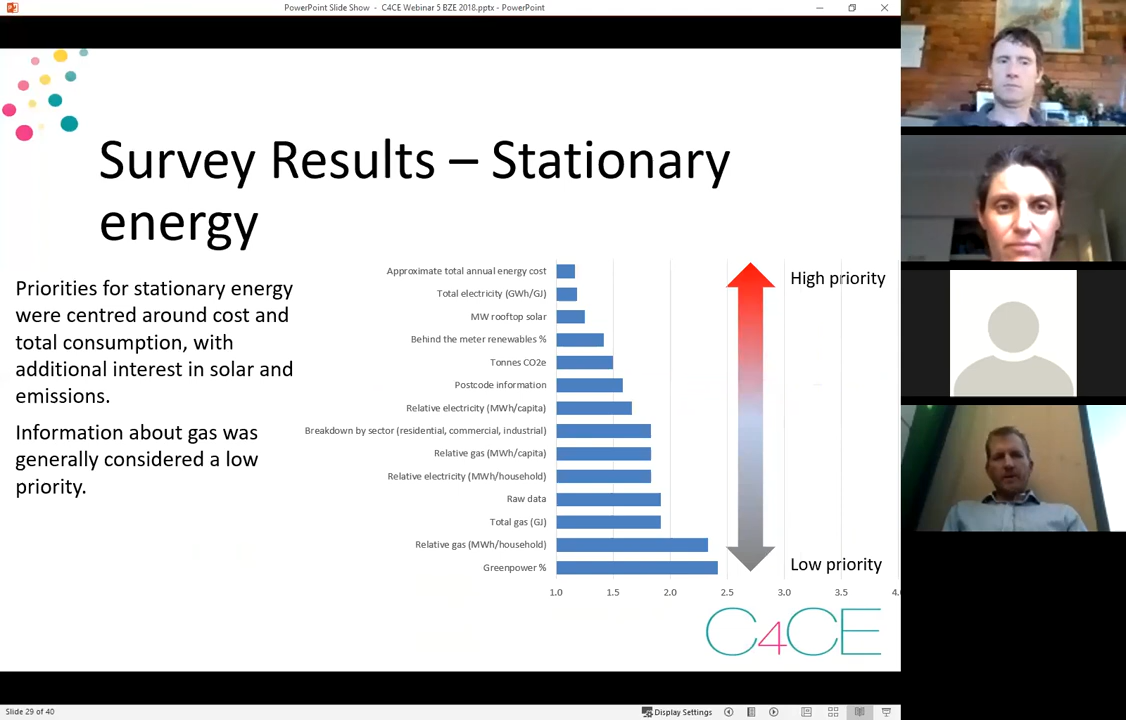 PowerPoint Slide Show - C4CE Webinar 5 BZE 2018.pptx - PowerPoint
Survey Results – Stationary
energy
Priorities for stationary energy
were centred around cost and
total consumption, with
additional interest in solar and
emissions.
Information about gas was
generally considered a low
priority.
Approximate total annual energy cost
Total electricity (GWh/GJ)
MW rooftop solar
Behind the meter renewables %
Tonnes CO2e
Postcode information
Relative electricity (MWh/capita)
Breakdown by sector (residential, commercial, industrial)
Relative gas (MWh/capita)
Relative electricity (MWh/household)
Raw data
Total gas (GJ)
Relative gas (MWh/household)
Greenpower %
1.0 1.5 2.0 2.5 3.0 3.5 4.
High priority
Low priority
C4CE
Slide 29 of 40
Display Settings